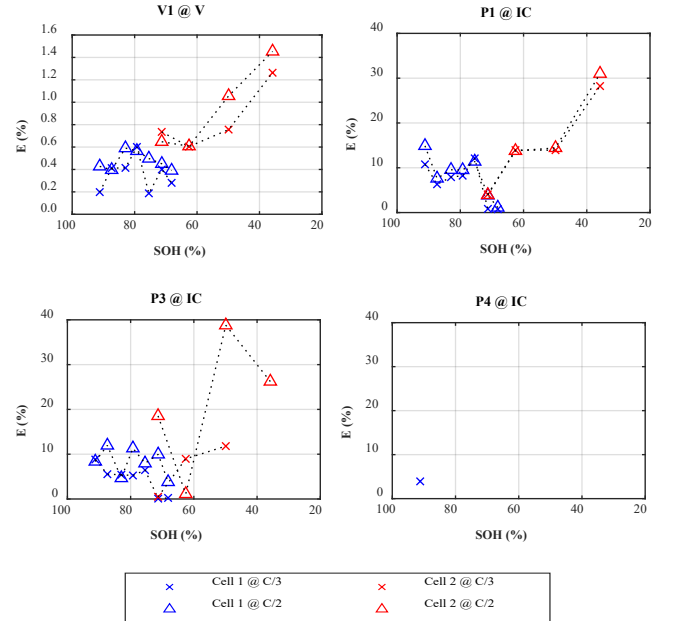 V1 @ V
1.6
1.4
1.2
1.0
0.8
0.6
0.4
0.2
0.0
E (%)
100 80 60 40 20
SOH (%)
P1 @ IC
40
30
20
10
0
E (%)
100 80 60 40 20
SOH (%)
P3 @ IC
40
30
20
10
0
E (%)
100 80 60 40 20
SOH (%)
P4 @ IC
40
30
20
10
0
E (%)
100 80 60 40 20
SOH (%)
Cell 1 @ C/3 Cell 2 @ C/3
Cell 1 @ C/2 Cell 2 @ C/2